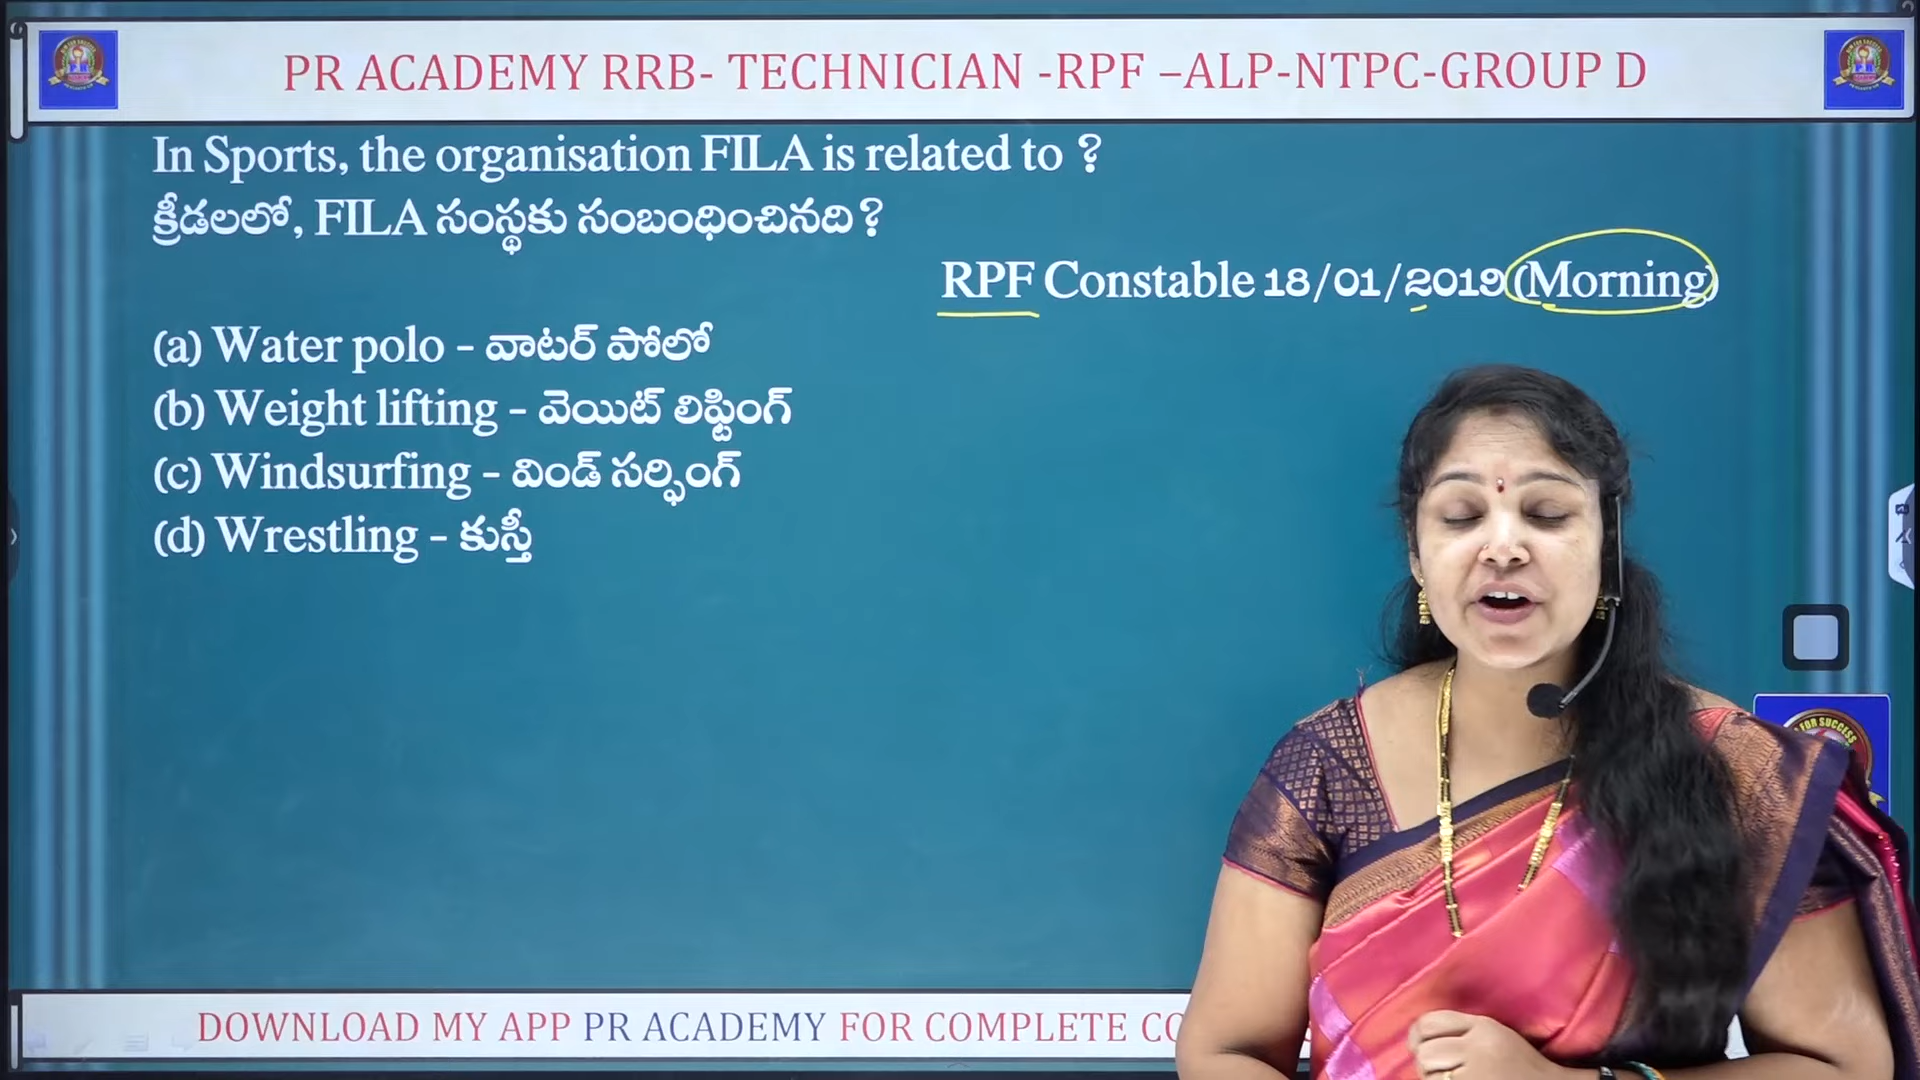 PR ACADEMY RRB- TECHNICIAN -RPF –ALP-NTPC-GROUP D
In Sports, the organisation FILA is related to ?
క్రీడలలో, FILA సంస్థకు సంబంధించినది?
RPF Constable 18/01/2019 (Morning)
(a) Water polo - వాటర్ పోలో
(b) Weight lifting - వెయిట్ లిఫ్టింగ్
(c) Windsurfing - విండ్ సర్ఫింగ్
(d) Wrestling - కుస్తీ
FOR SUCCESS
DOWNLOAD MY APP PR ACADEMY FOR COMPLETE CO